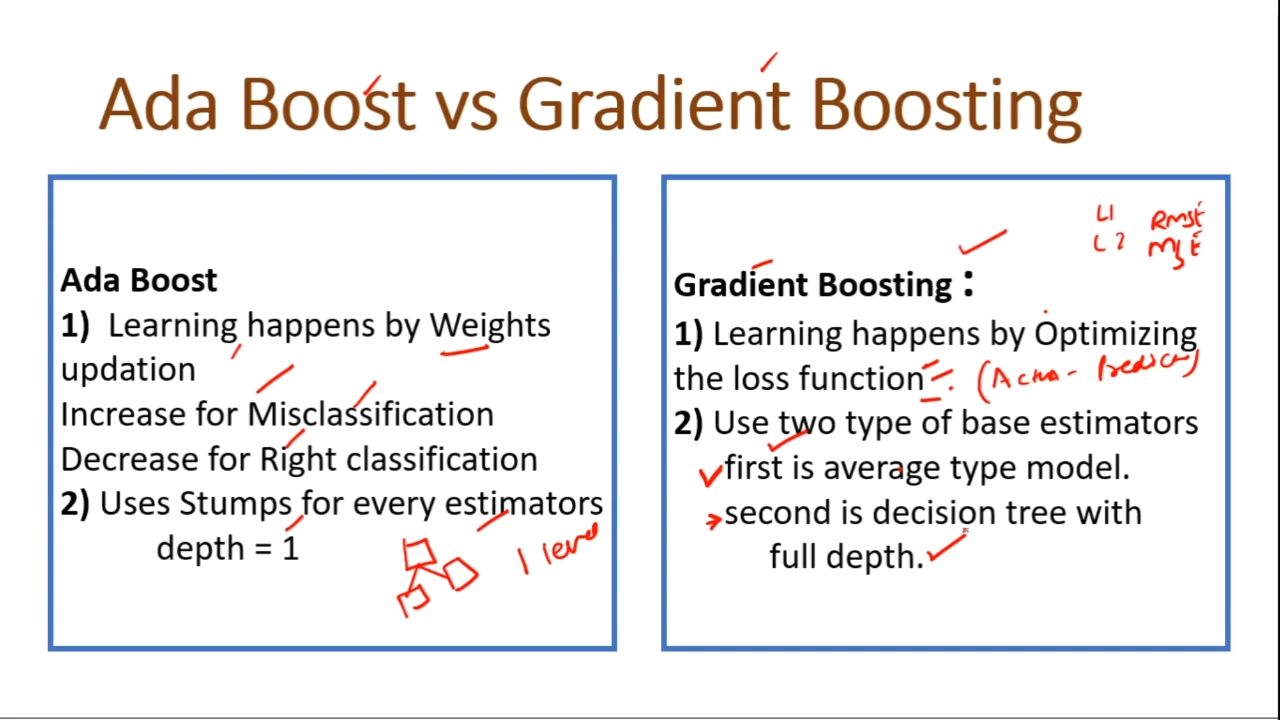 Ada Boost vs Gradient Boosting
Ada Boost
1) Learning happens by Weights
updation
Increase for Misclassification
Decrease for Right classification
2) Uses Stumps for every estimators
depth = 1
1 level
L1 RMSE
L2 MSE
Gradient Boosting :
1) Learning happens by Optimizing
the loss function = (
2) Use two type of base estimators
first is average type model.
second is decision tree with
full depth.